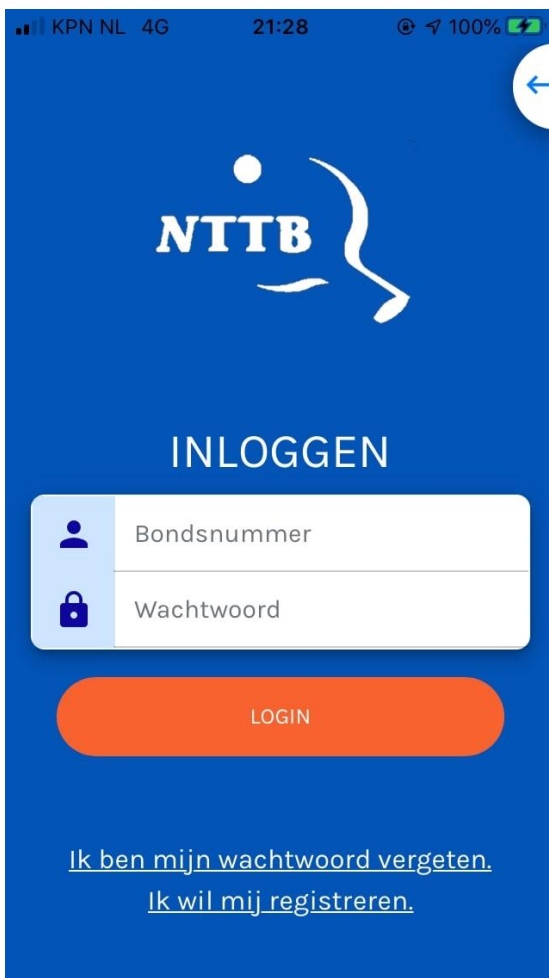 KPN NL 4G 21:28 100%
NTTB
INLOGGEN
Bondsnummer
Wachtwoord
LOGIN
Ik ben mijn wachtwoord vergeten.
Ik wil mij registreren.